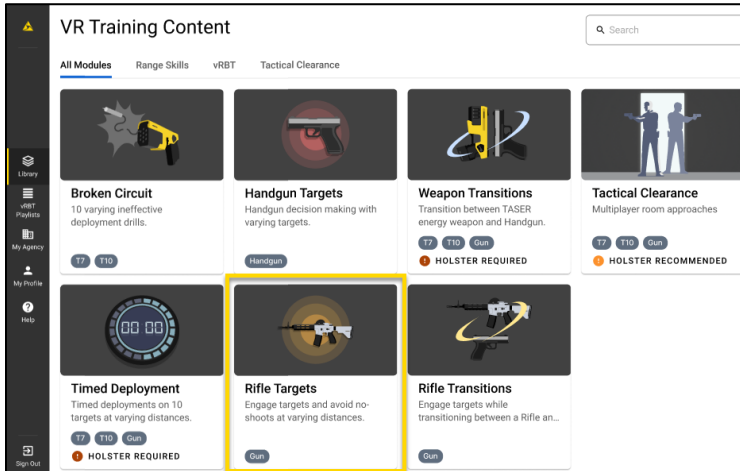 VR Training Content
Search
All Modules Range Skills vRBT Tactical Clearance
Library
vRBT
Playlists
My Agency
My Profile
Help
Sign Out
Broken Circuit
10 varying ineffective
deployment drills.
T7 T10
Handgun Targets
Handgun decision making with
varying targets.
Handgun
Weapon Transitions
Transition between TASER
energy weapon and Handgun.
T7 T10 Gun
HOLSTER REQUIRED
Tactical Clearance
Multiplayer room approaches
T7 T10 Gun
HOLSTER RECOMMENDED
00 00
Timed Deployment
Timed deployments on 10
targets at varying distances.
T7 T10 Gun
HOLSTER REQUIRED
Rifle Targets
Engage targets and avoid no-
shoots at varying distances.
Gun
Rifle Transitions
Engage targets while
transitioning between a Rifle an...
Gun